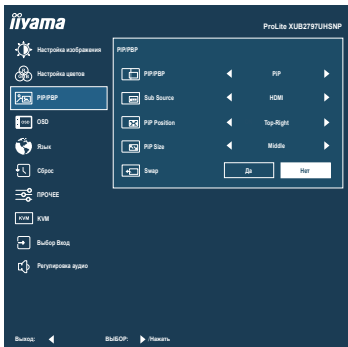 iiyama
ProLite XUB2797UHSNP
Настройка изображения
Настройка цветов
PIP/PBP
OSD
Язык
Сброс
ПРОЧЕЕ
KVM
KVM
Выбор Вход
Регулировка аудио
PIP/PBP
PIP/PBP PiP
Sub Source HDMI
PIP Position Top-Right
PiP Size Middle
Swap Да Нет
Выход: ВЫБОР: /Нажать